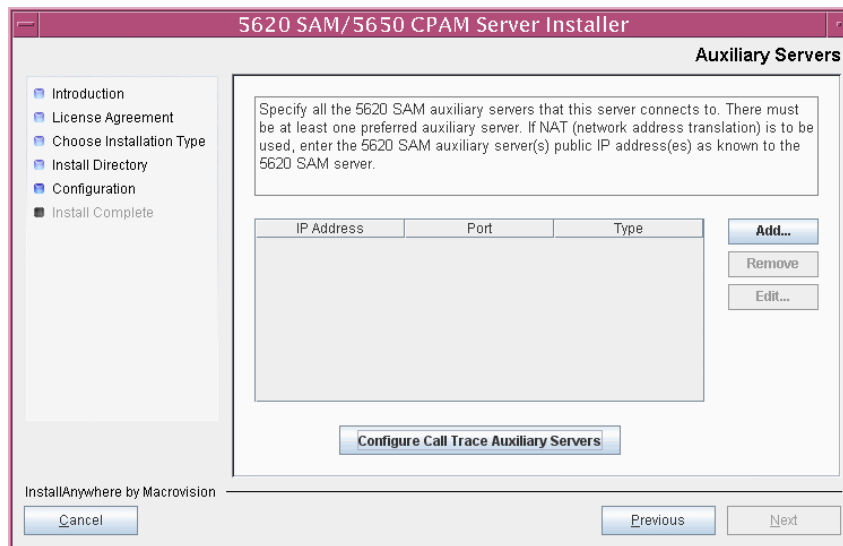 5620 SAM/5650 CPAM Server Installer
Auxiliary Servers
Introduction
License Agreement
Choose Installation Type
Install Directory
Configuration
Install Complete
Specify all the 5620 SAM auxiliary servers that this server connects to. There must
be at least one preferred auxiliary server. If NAT (network address translation) is to be
used, enter the 5620 SAM auxiliary server(s) public IP address(es) as known to the
5620 SAM server.
IP Address Port Type
Add...
Remove
Edit...
Configure Call Trace Auxiliary Servers
InstallAnywhere by Macrovision
Cancel Previous Next